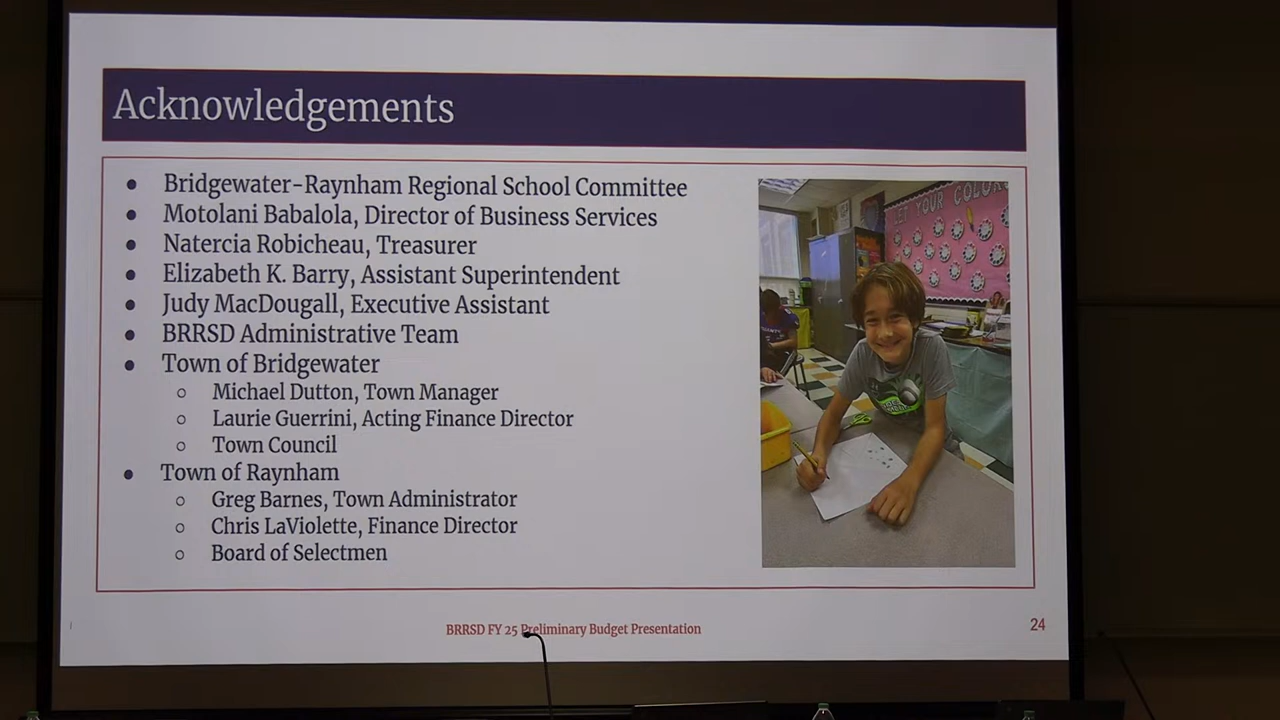 Acknowledgements
• Bridgewater-Raynham Regional School Committee
• Motolani Babalola, Director of Business Services
• Natercia Robicheau, Treasurer
• Elizabeth K. Barry, Assistant Superintendent
• Judy MacDougall, Executive Assistant
• BRRSD Administrative Team
• Town of Bridgewater
○ Michael Dutton, Town Manager
○ Laurie Guerrini, Acting Finance Director
○ Town Council
• Town of Raynham
○ Greg Barnes, Town Administrator
○ Chris LaViolette, Finance Director
○ Board of Selectmen
LET YOUR COLORS
BRRSD FY 25 Preliminary Budget Presentation
24